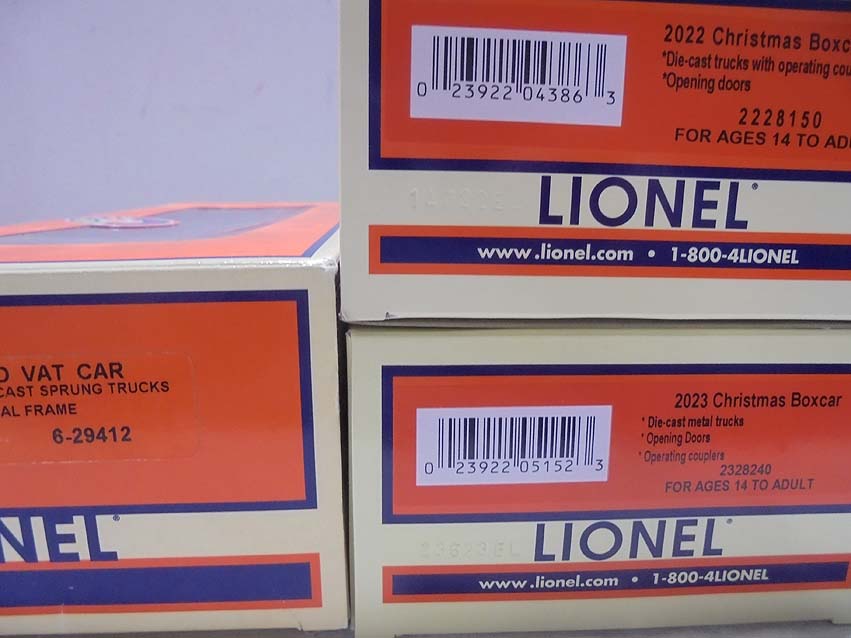 2022 Christmas Boxc
*Die-cast trucks with operating cou
*Opening doors
0 23922 04386 3
2228150
FOR AGES 14 TO AD
LIONEL
www.lionel.com • 1-800-4LIONEL
VAT CAR
CAST SPRUNG TRUCKS
AL FRAME
6-29412
NEL
2023 Christmas Boxcar
* Die-cast metal trucks
* Opening Doors
* Operating couplers
0 23922 05152 3
2328240
FOR AGES 14 TO ADULT
LIONEL
www.lionel.com • 1-800-4LIONEL